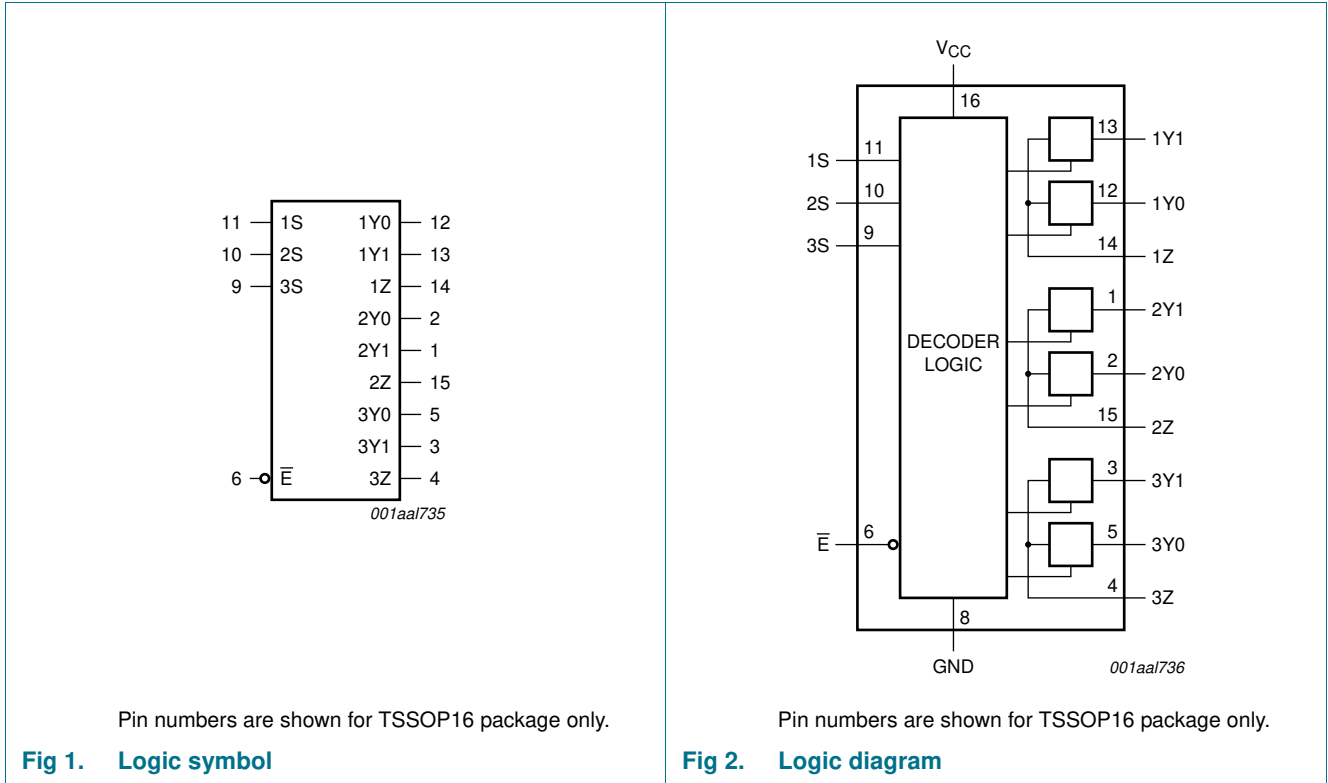 11 1S 1Y0 12
10 2S 1Y1 13
9 3S 1Z 14
2Y0 2
2Y1 1
2Z 15
3Y0 5
3Y1 3
6 E̅ 3Z 4
001aal735
Pin numbers are shown for TSSOP16 package only.
Fig 1. Logic symbol
VCC
16
13 1Y1
1S 11
2S 10
12 1Y0
3S 9
14 1Z
1 2Y1
DECODER
LOGIC
2 2Y0
15 2Z
3 3Y1
E̅ 6
5 3Y0
4 3Z
8
GND
001aal736
Pin numbers are shown for TSSOP16 package only.
Fig 2. Logic diagram